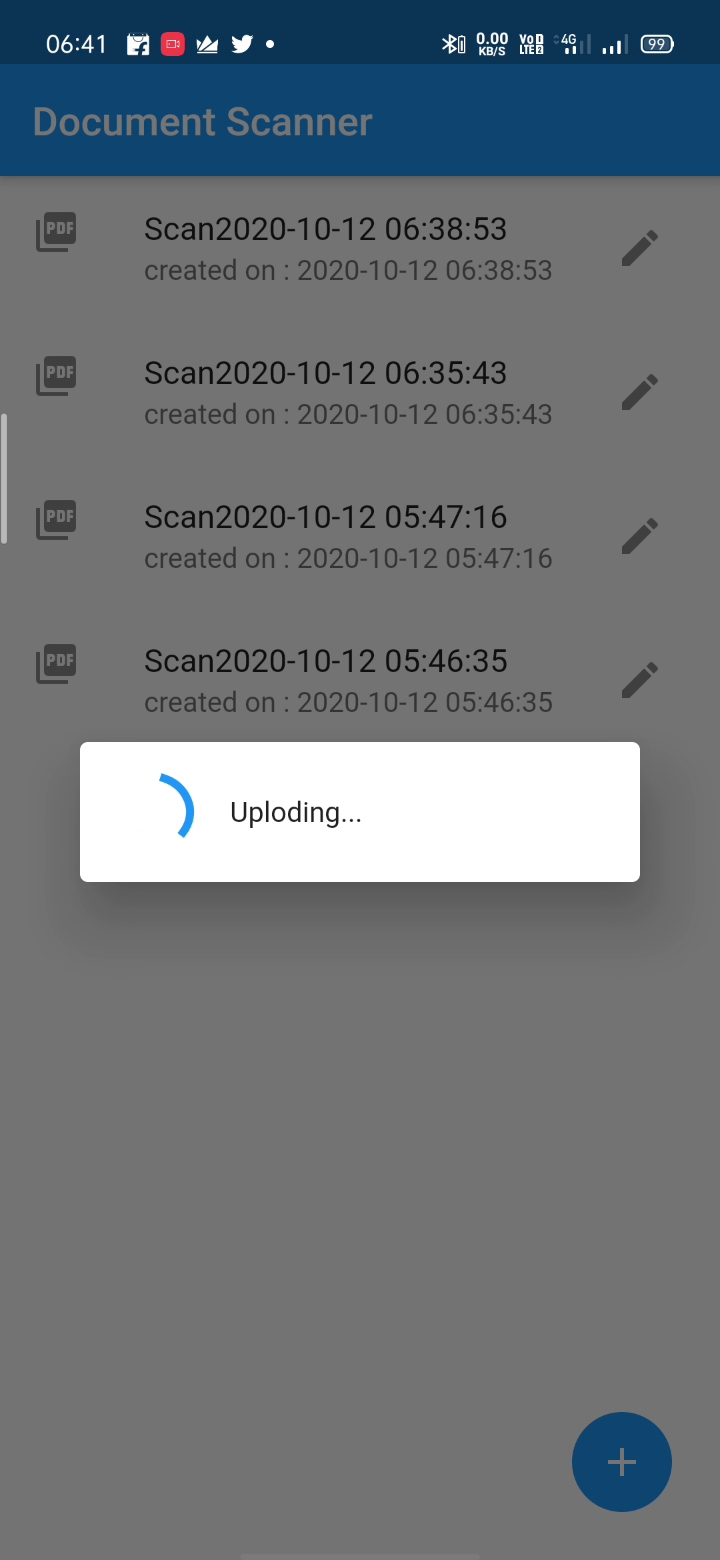 06:41 0.00 KB/S Vo D LTE 2 4G 99
Document Scanner
PDF Scan2020-10-12 06:38:53
created on : 2020-10-12 06:38:53
PDF Scan2020-10-12 06:35:43
created on : 2020-10-12 06:35:43
PDF Scan2020-10-12 05:47:16
created on : 2020-10-12 05:47:16
PDF Scan2020-10-12 05:46:35
created on : 2020-10-12 05:46:35
Uploding...